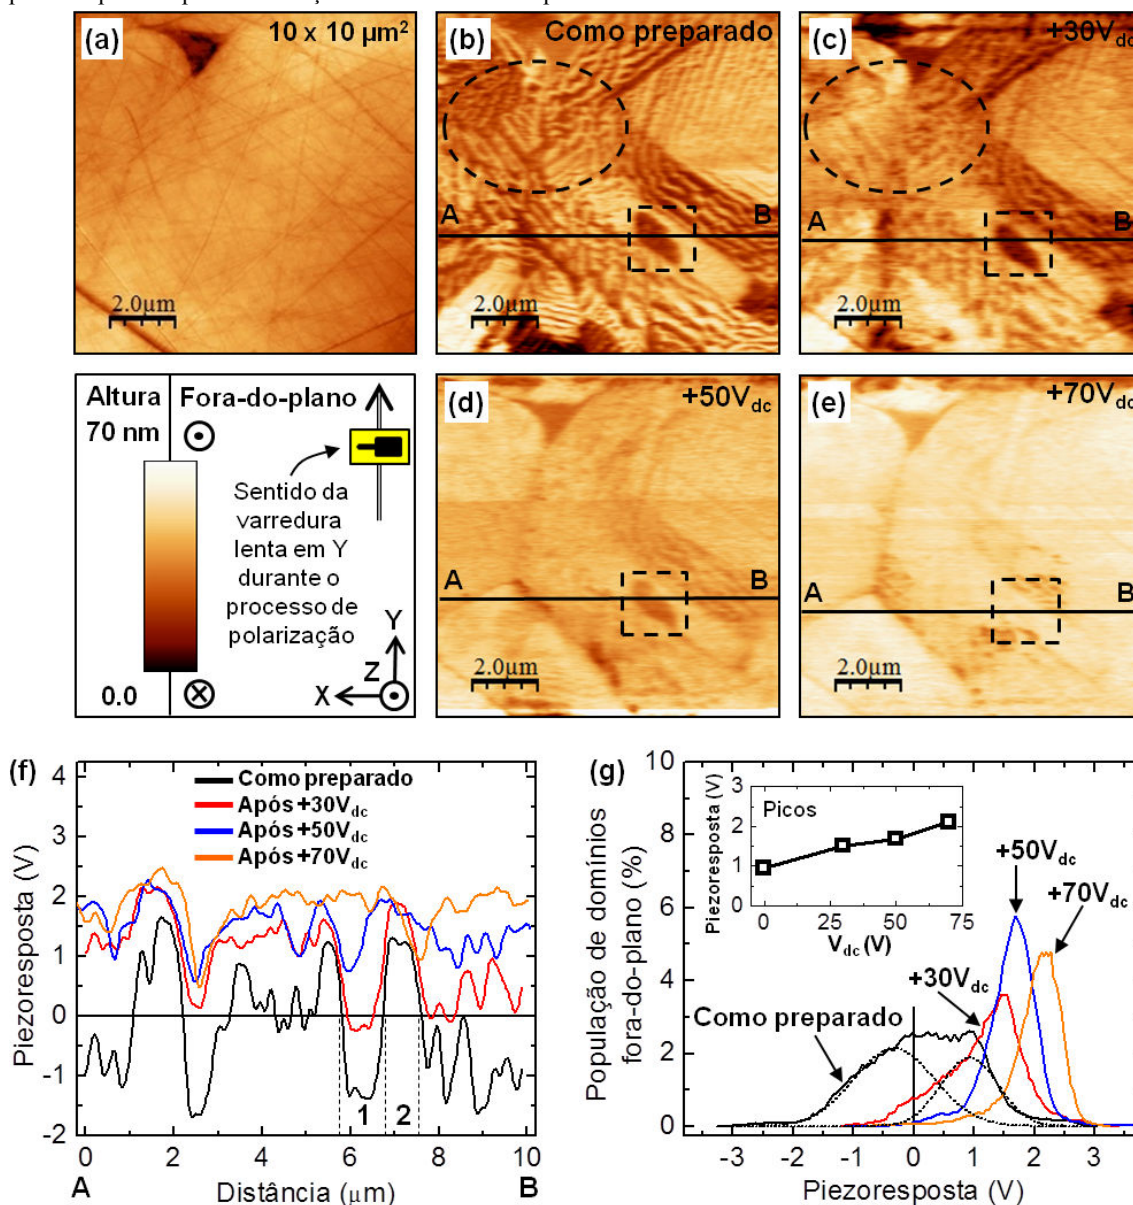 (a) 10 x 10 µm²
2.0µm
(b) Como preparado
A B
2.0µm
(c) +30Vdc
A B
2.0µm
Altura
70 nm
0.0
Fora-do-plano
Sentido da
varredura
lenta em Y
durante o
processo de
polarização
Y
Z
X
(d) +50Vdc
A B
2.0µm
(e) +70Vdc
A B
2.0µm
(f)
Como preparado
Após +30Vdc
Após +50Vdc
Após +70Vdc
Piezoresposta (V)
4
3
2
1
0
-1
-2
1 2
0 2 4 6 8 10
A Distância (µm) B
(g)
População de domínios
fora-do-plano (%)
10
8
6
4
2
0
Piezoresposta (V)
3
2
1
0
Picos
0 25 50 75
Vdc (V)
+50Vdc
+70Vdc
+30Vdc
Como preparado
-3 -2 -1 0 1 2 3
Piezoresposta (V)